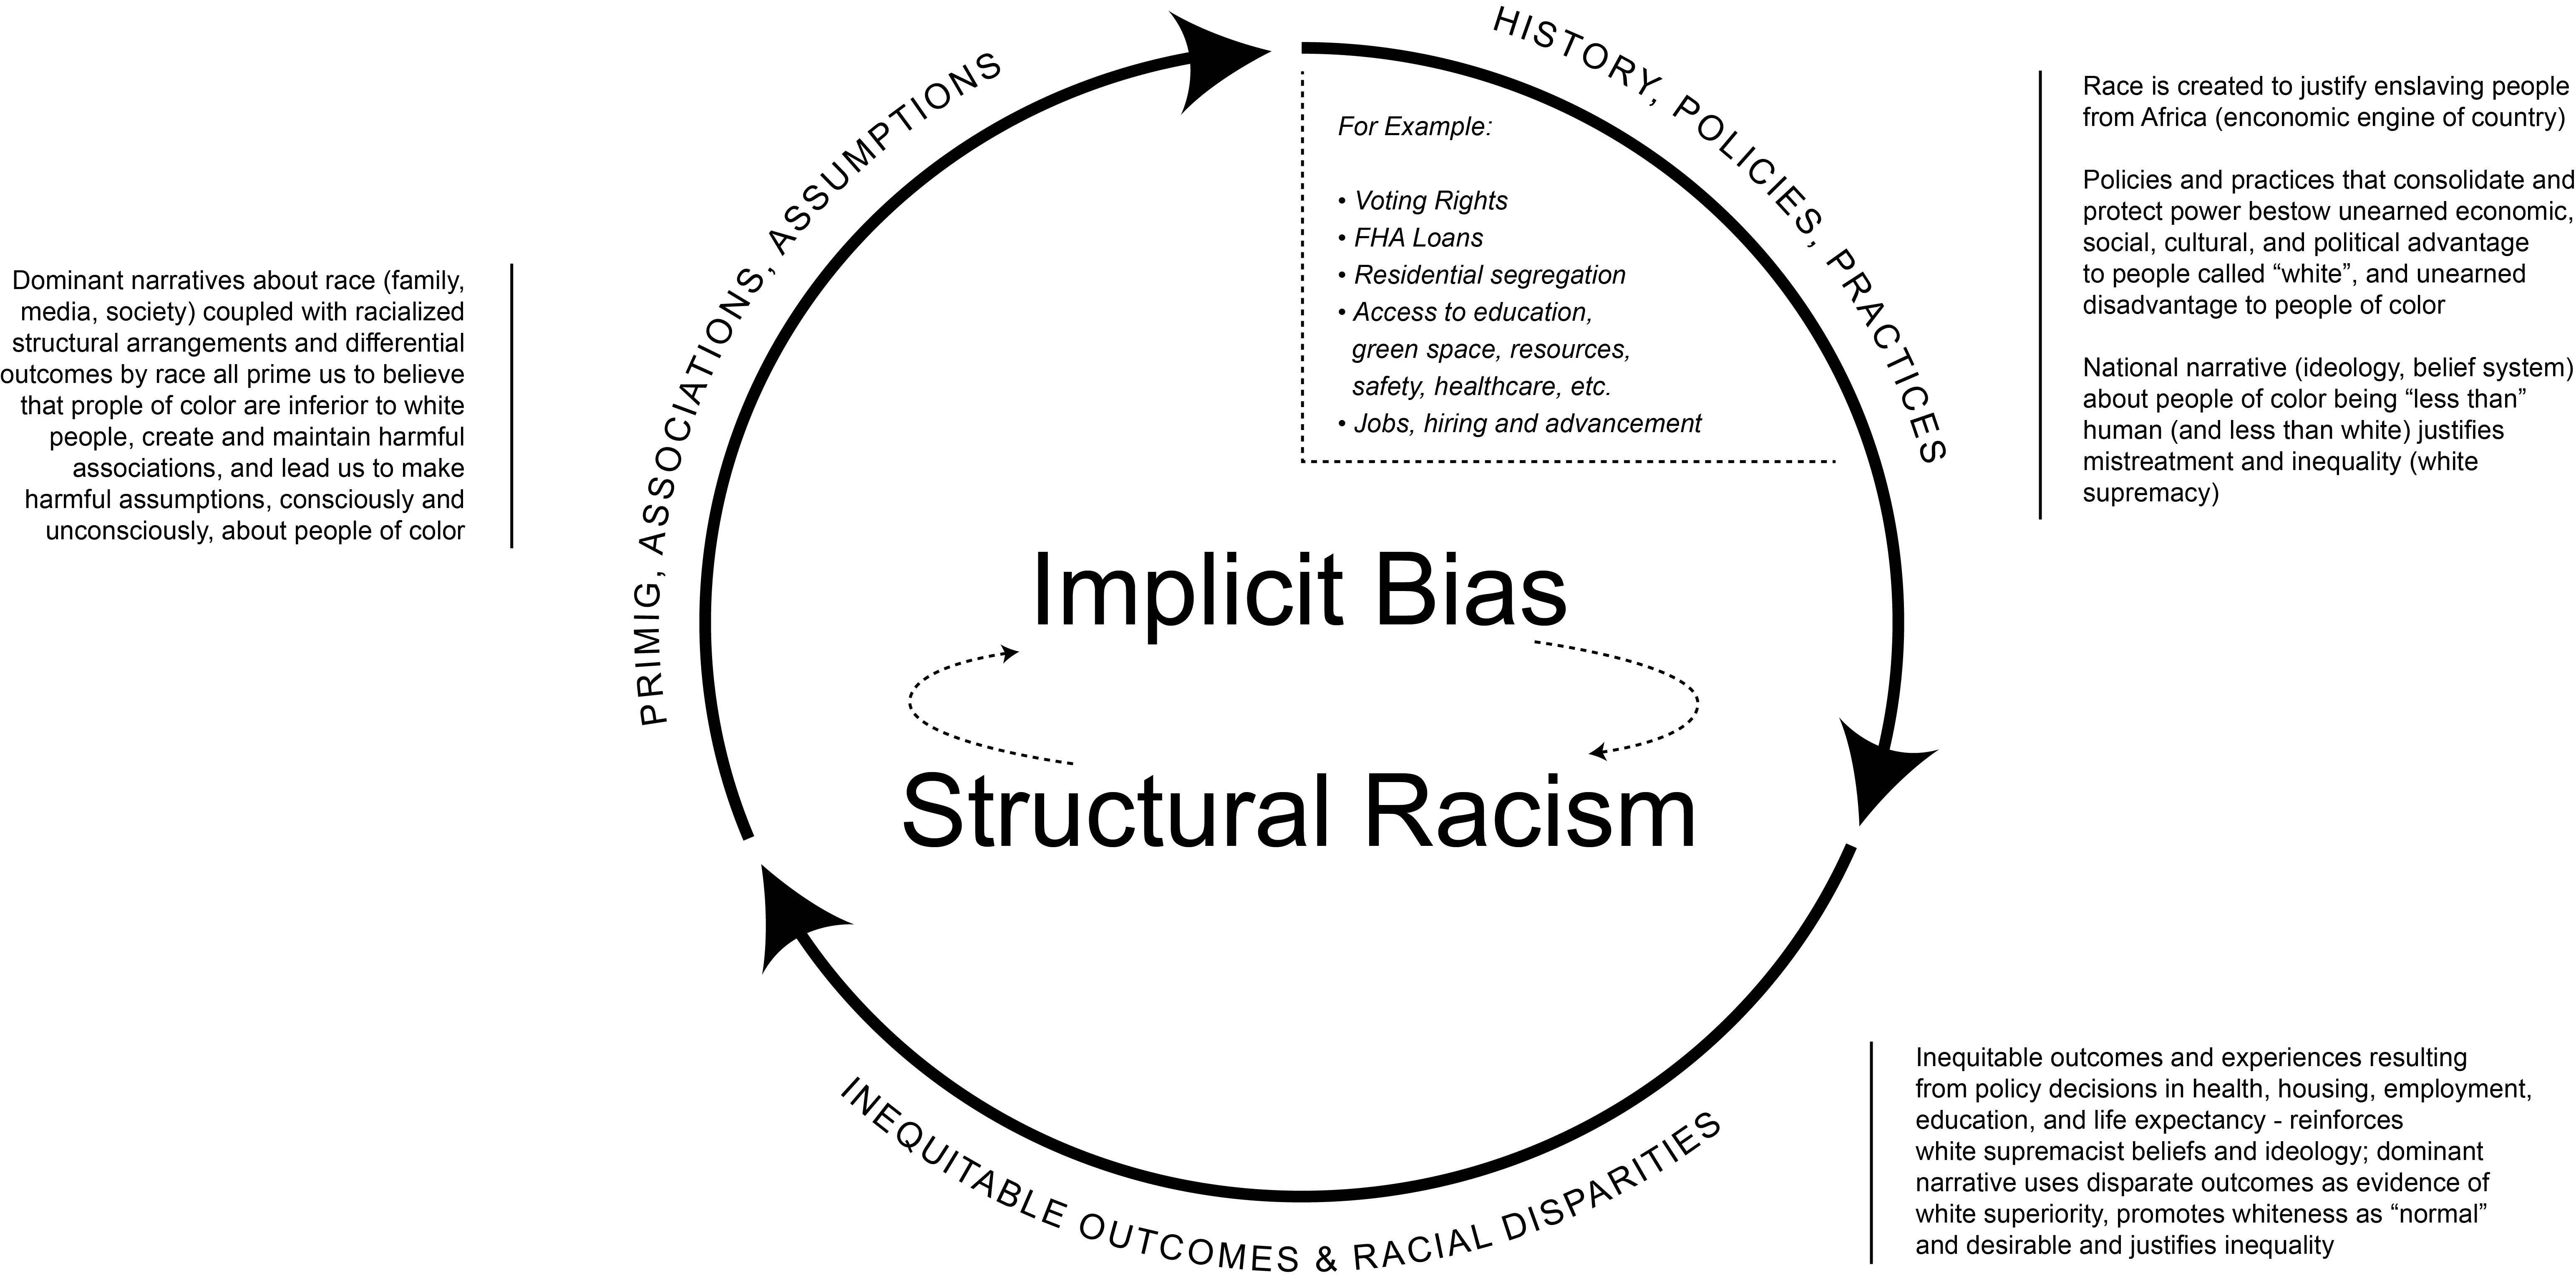 HISTORY, POLICIES, PRACTICES
Race is created to justify enslaving people
from Africa (enconomic engine of country)
Policies and practices that consolidate and
protect power bestow unearned economic,
social, cultural, and political advantage
to people called “white”, and unearned
disadvantage to people of color
National narrative (ideology, belief system)
about people of color being “less than”
human (and less than white) justifies
mistreatment and inequality (white
supremacy)
For Example:
• Voting Rights
• FHA Loans
• Residential segregation
• Access to education,
green space, resources,
safety, healthcare, etc.
• Jobs, hiring and advancement
Implicit Bias
Structural Racism
INEQUITABLE OUTCOMES & RACIAL DISPARITIES
Inequitable outcomes and experiences resulting
from policy decisions in health, housing, employment,
education, and life expectancy - reinforces
white supremacist beliefs and ideology; dominant
narrative uses disparate outcomes as evidence of
white superiority, promotes whiteness as “normal”
and desirable and justifies inequality
PRIMIG, ASSOCIATIONS, ASSUMPTIONS
Dominant narratives about race (family,
media, society) coupled with racialized
structural arrangements and differential
outcomes by race all prime us to believe
that prople of color are inferior to white
people, create and maintain harmful
associations, and lead us to make
harmful assumptions, consciously and
unconsciously, about people of color